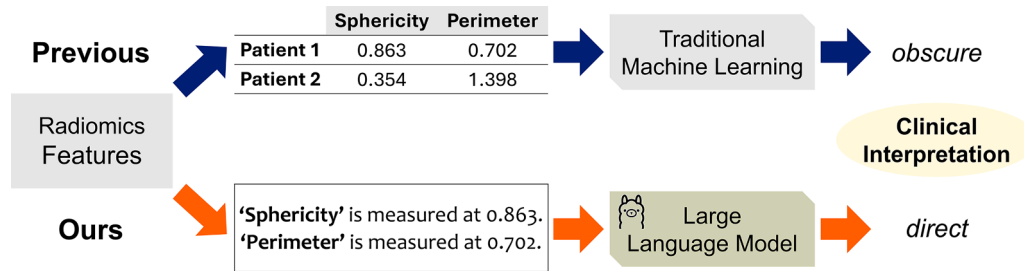 Previous
Sphericity Perimeter
Patient 1 0.863 0.702
Patient 2 0.354 1.398
Traditional
Machine Learning
obscure
Radiomics
Features
Clinical
Interpretation
Ours
‘Sphericity’ is measured at 0.863.
‘Perimeter’ is measured at 0.702.
Large
Language Model
direct